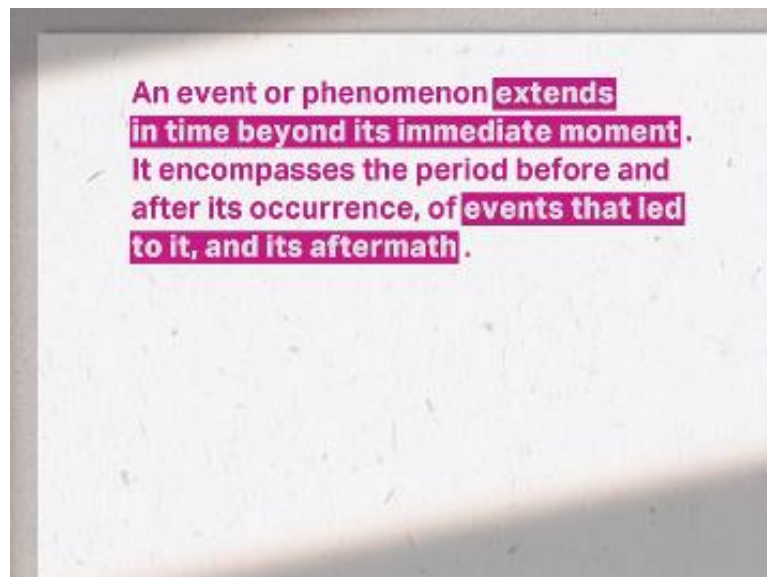 An event or phenomenon extends
in time beyond its immediate moment.
It encompasses the period before and
after its occurrence, of events that led
to it, and its aftermath.